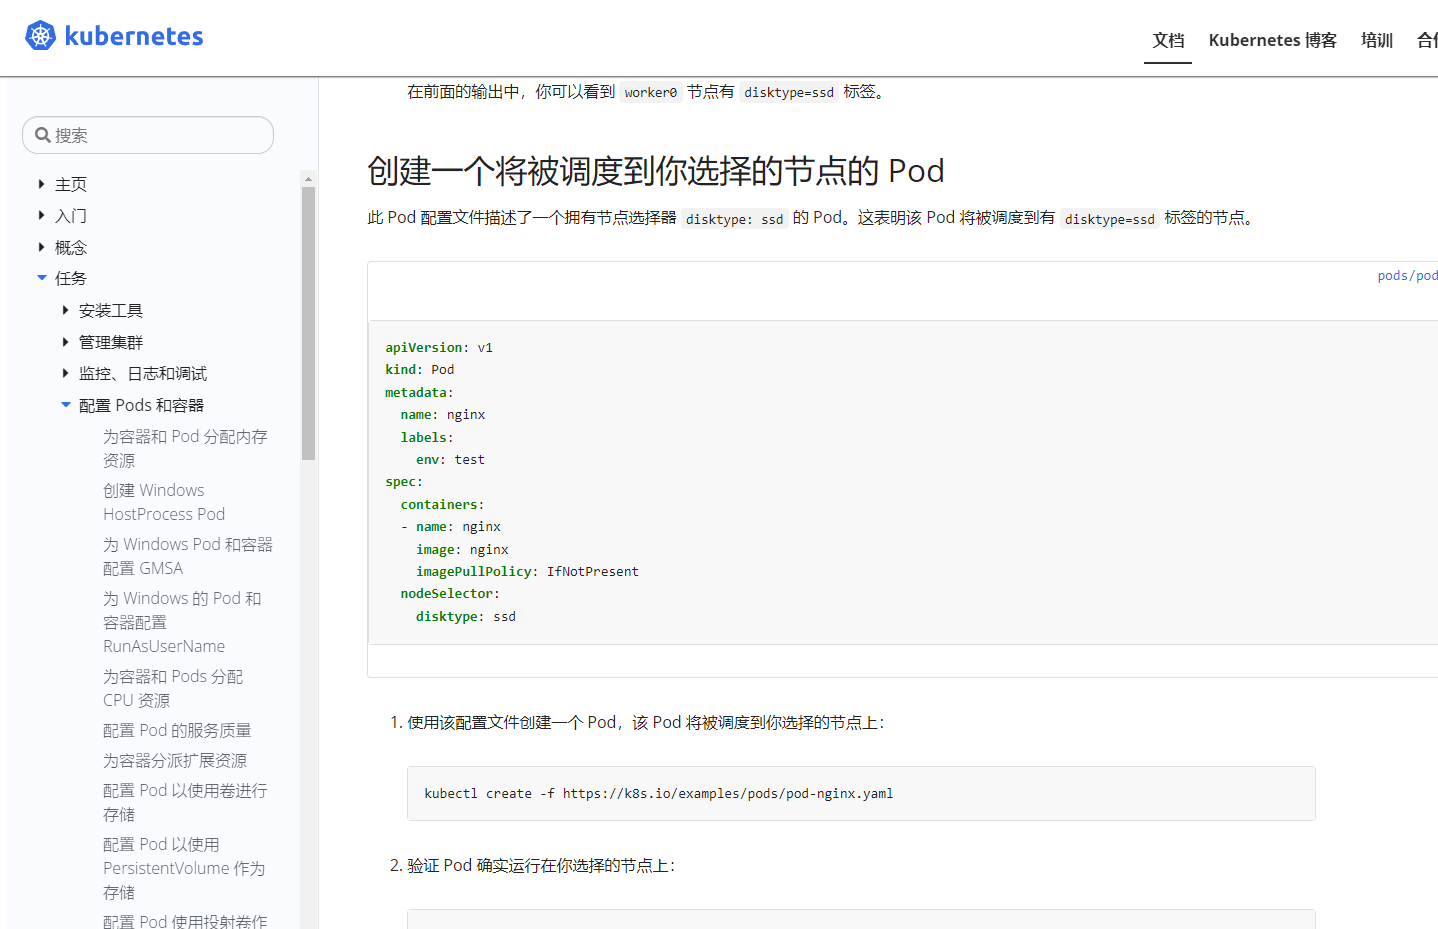 kubernetes
文档
Kubernetes 博客
培训
在前面的输出中，你可以看到 worker0 节点有 disktype=ssd 标签。
搜索
主页
入门
概念
任务
安装工具
管理集群
监控、日志和调试
配置 Pods 和容器
为容器和 Pod 分配内存
资源
创建 Windows
HostProcess Pod
为 Windows Pod 和容器
配置 GMSA
为 Windows 的 Pod 和
容器配置
RunAsUserName
为容器和 Pods 分配
CPU 资源
配置 Pod 的服务质量
为容器分派扩展资源
配置 Pod 以使用卷进行
存储
配置 Pod 以使用
PersistentVolume 作为
存储
配置 Pod 使用投射卷作
创建一个将被调度到你选择的节点的 Pod
此 Pod 配置文件描述了一个拥有节点选择器 disktype: ssd 的 Pod。这表明该 Pod 将被调度到有 disktype=ssd 标签的节点。
pods/pod
apiVersion: v1
kind: Pod
metadata:
  name: nginx
  labels:
    env: test
spec:
  containers:
  - name: nginx
    image: nginx
    imagePullPolicy: IfNotPresent
  nodeSelector:
    disktype: ssd
1. 使用该配置文件创建一个 Pod，该 Pod 将被调度到你选择的节点上：
kubectl create -f https://k8s.io/examples/pods/pod-nginx.yaml
2. 验证 Pod 确实运行在你选择的节点上：